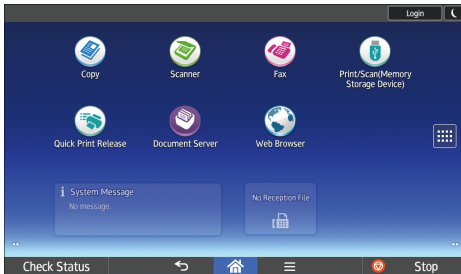 Login
Copy
Scanner
Fax
Print/Scan(Memory
Storage Device)
Quick Print Release
Document Server
Web Browser
System Message
No message.
No Reception File
Check Status
Stop